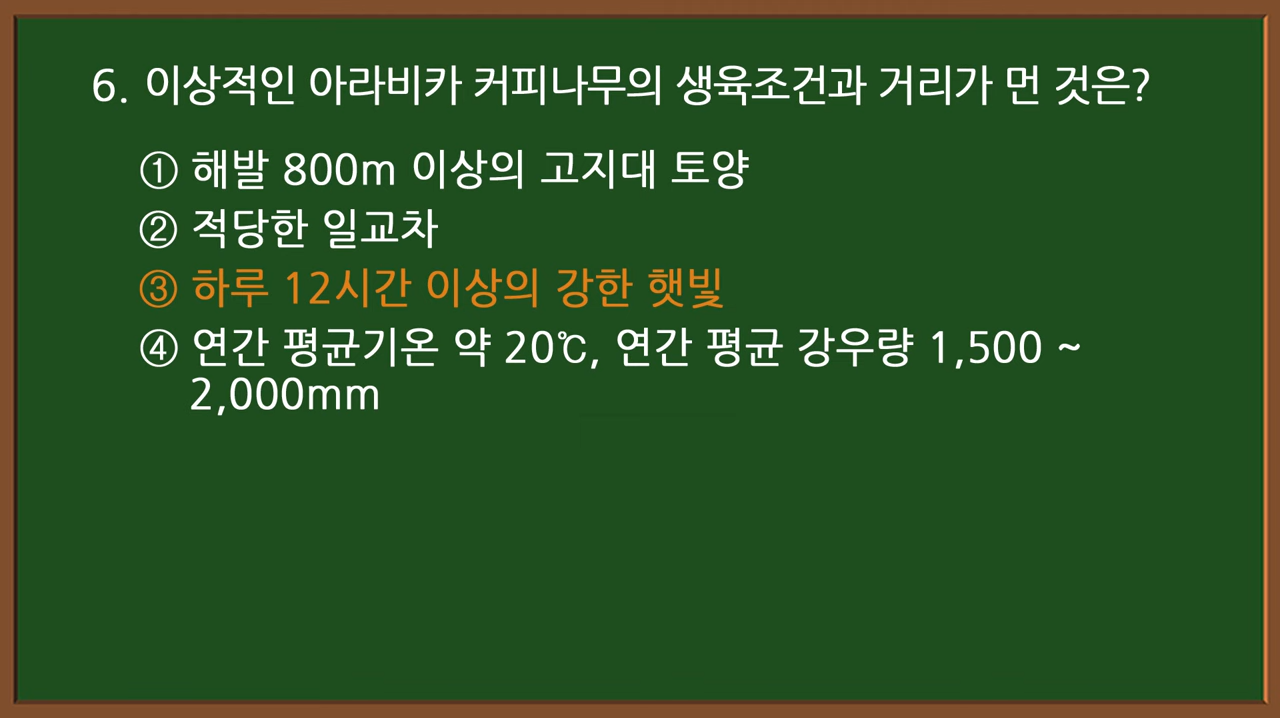 6. 이상적인 아라비카 커피나무의 생육조건과 거리가 먼 것은?
① 해발 800m 이상의 고지대 토양
② 적당한 일교차
③ 하루 12시간 이상의 강한 햇빛
④ 연간 평균기온 약 20℃, 연간 평균 강우량 1,500 ~
2,000mm